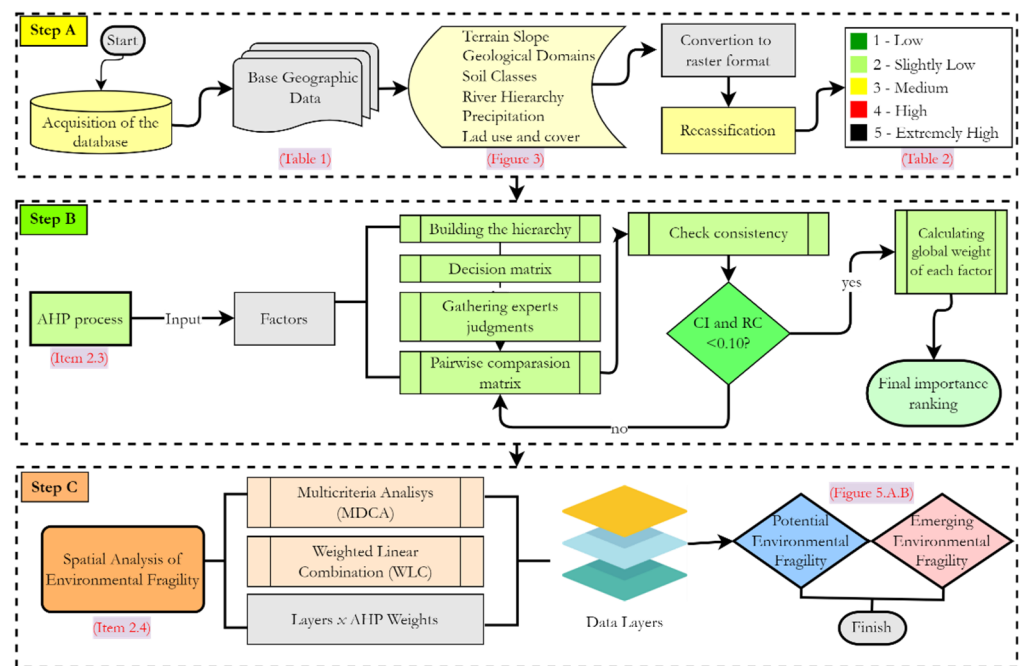 Step A
Start
Acquisition of the
database
Base Geographic
Data
(Table 1)
Terrain Slope
Geological Domains
Soil Classes
River Hierarchy
Precipitation
Lad use and cover
(Figure 3)
Convertion to
raster format
Recassification
1 - Low
2 - Slightly Low
3 - Medium
4 - High
5 - Extremely High
(Table 2)
Step B
AHP process
(Item 2.3)
Input
Factors
Building the hierarchy
Decision matrix
Gathering experts
judgments
Pairwise comparasion
matrix
Check consistency
CI and RC
<0.10?
no
yes
Calculating
global weight
of each factor
Final importance
ranking
Step C
Spatial Analysis of
Environmental Fragility
(Item 2.4)
Multicriteria Analisys
(MDCA)
Weighted Linear
Combination (WLC)
Layers x AHP Weights
Data Layers
(Figure 5.A.B)
Potential
Environmental
Fragility
Emerging
Environmental
Fragility
Finish